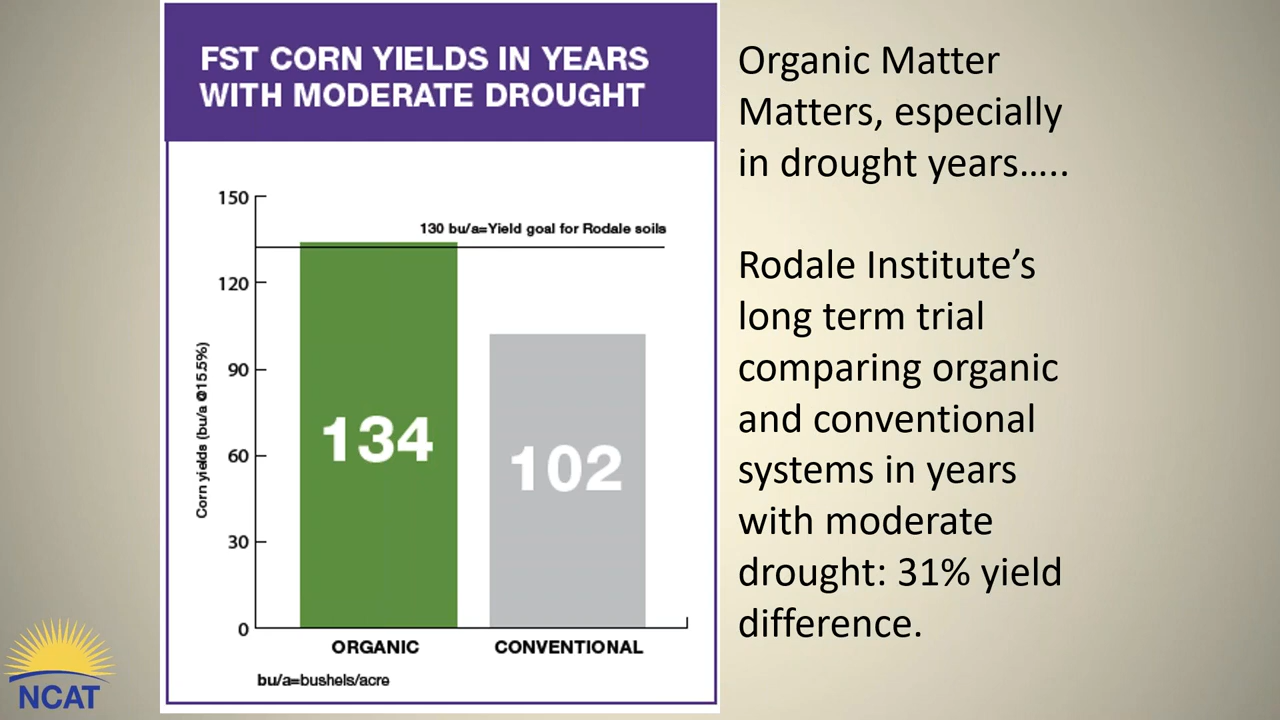 FST CORN YIELDS IN YEARS
WITH MODERATE DROUGHT
150
130 bu/a=Yield goal for Rodale soils
120
90
60
30
0
Corn yields (bu/a @15.5%)
134
102
ORGANIC
CONVENTIONAL
bu/a=bushels/acre
Organic Matter
Matters, especially
in drought years…..
Rodale Institute’s
long term trial
comparing organic
and conventional
systems in years
with moderate
drought: 31% yield
difference.
NCAT